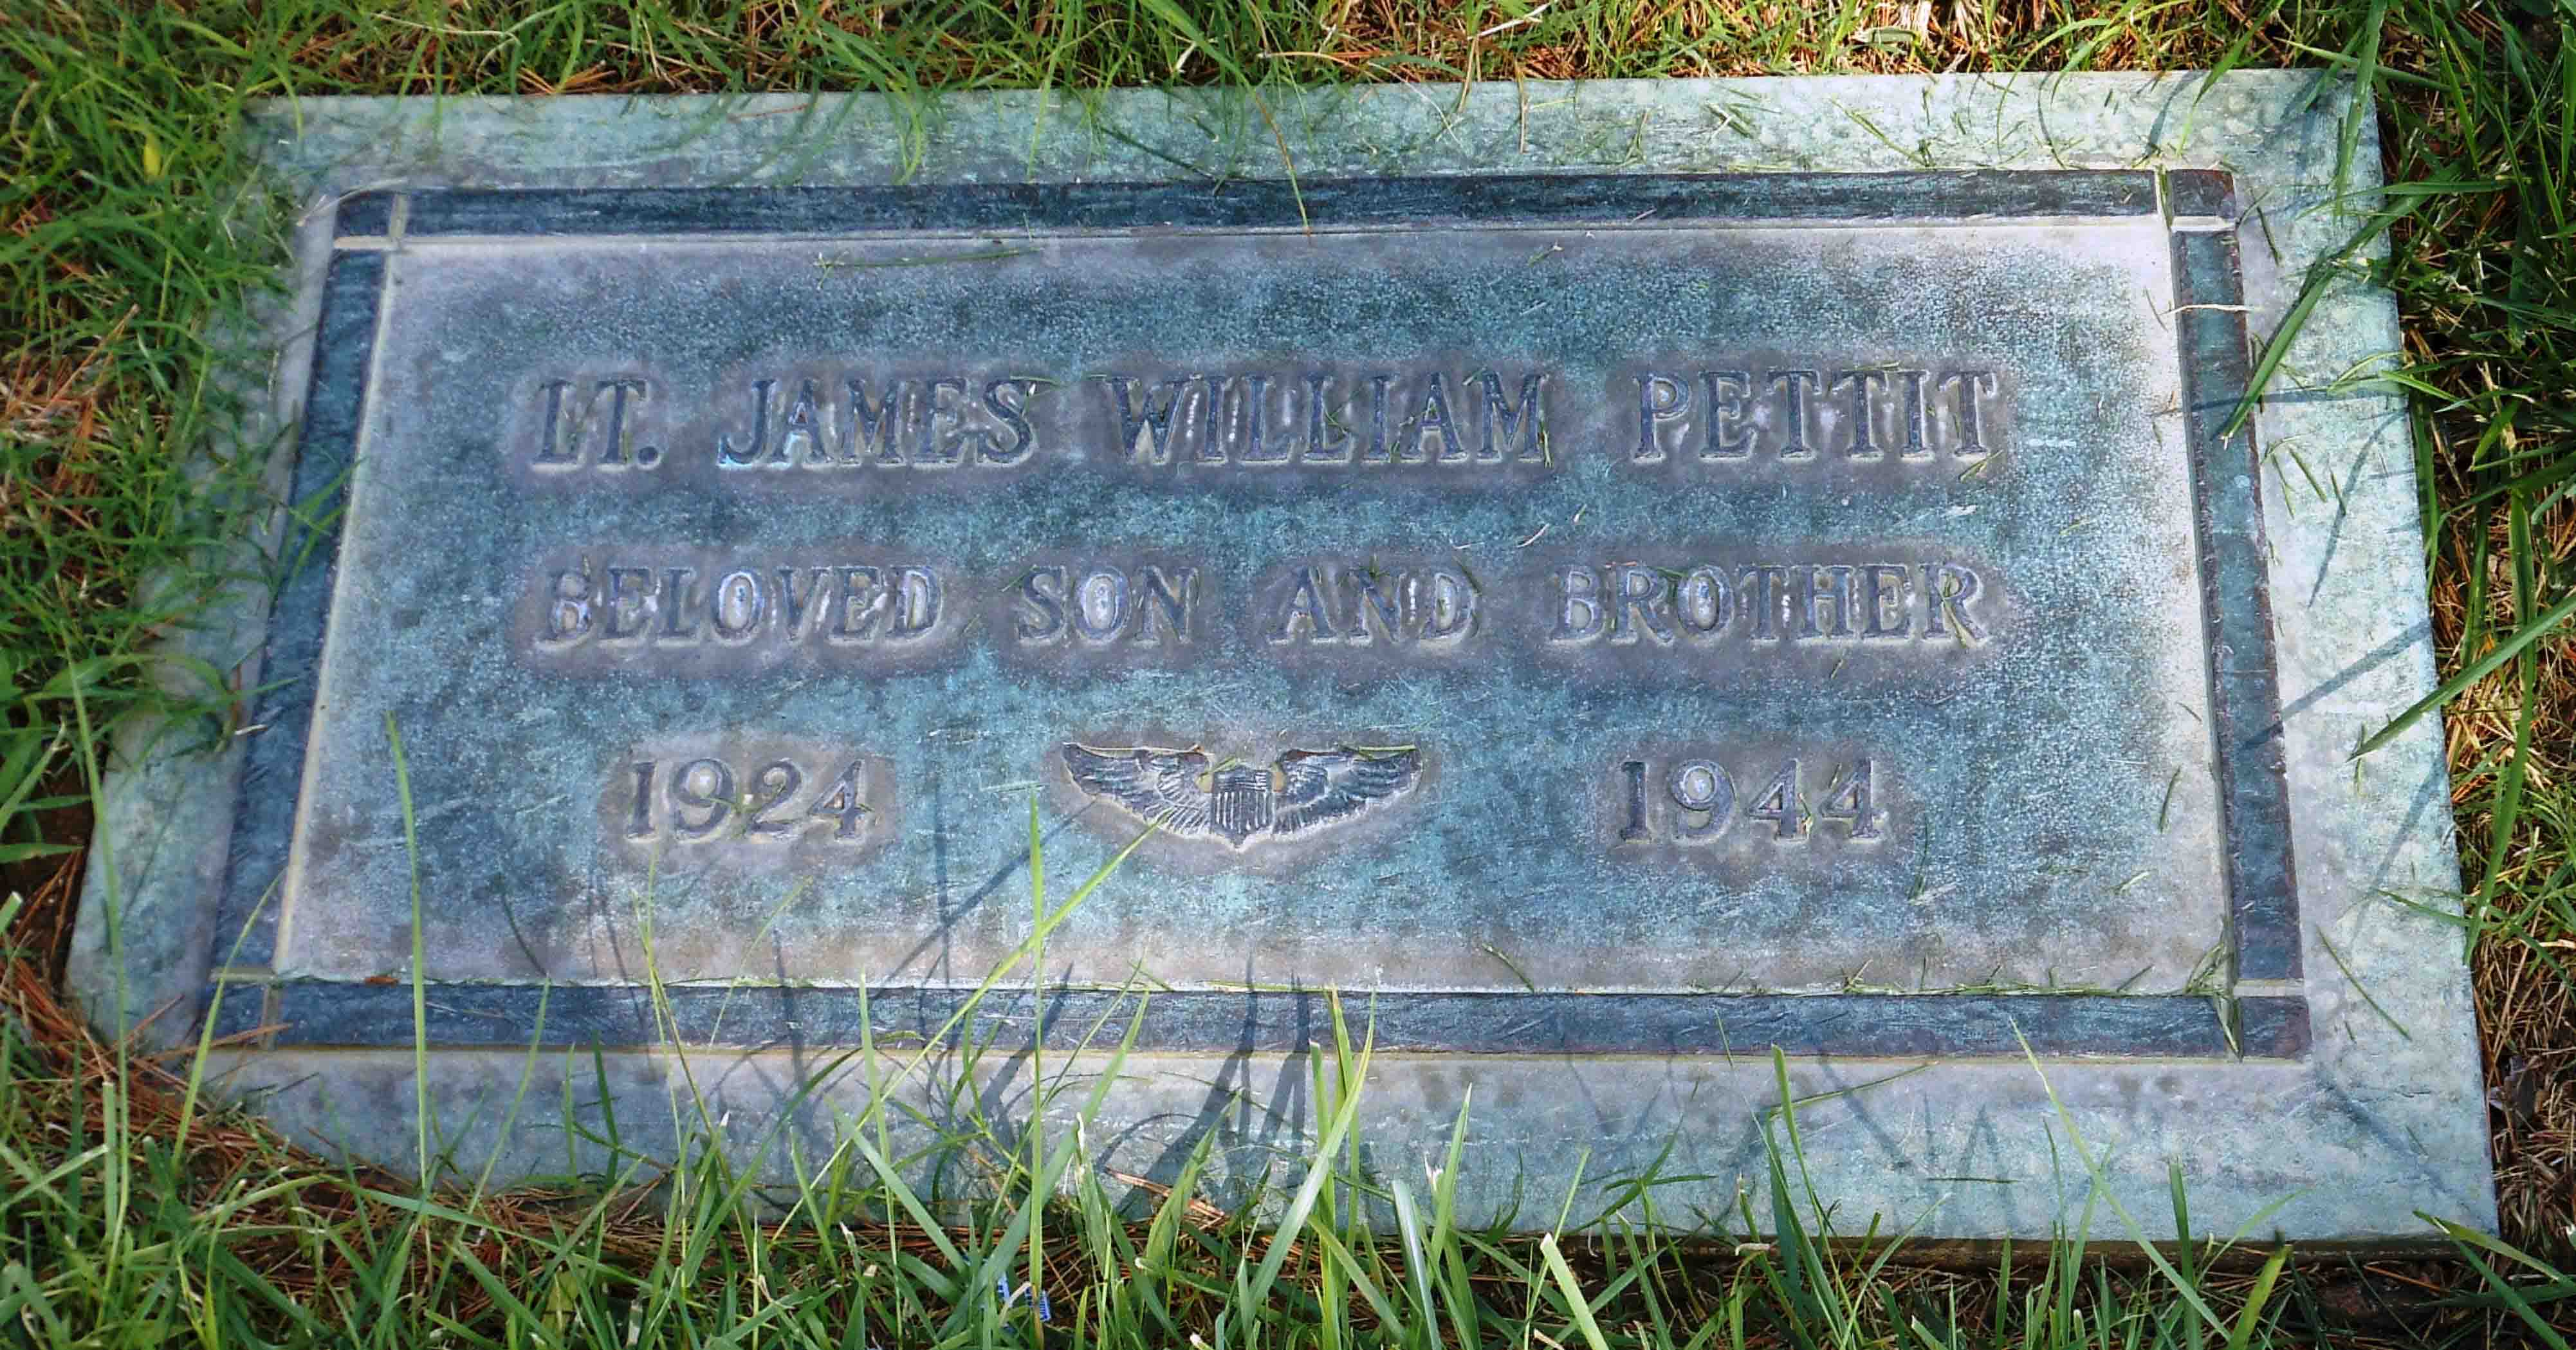 LT. JAMES WILLIAM PETTIT
BELOVED SON AND BROTHER
1924 1944